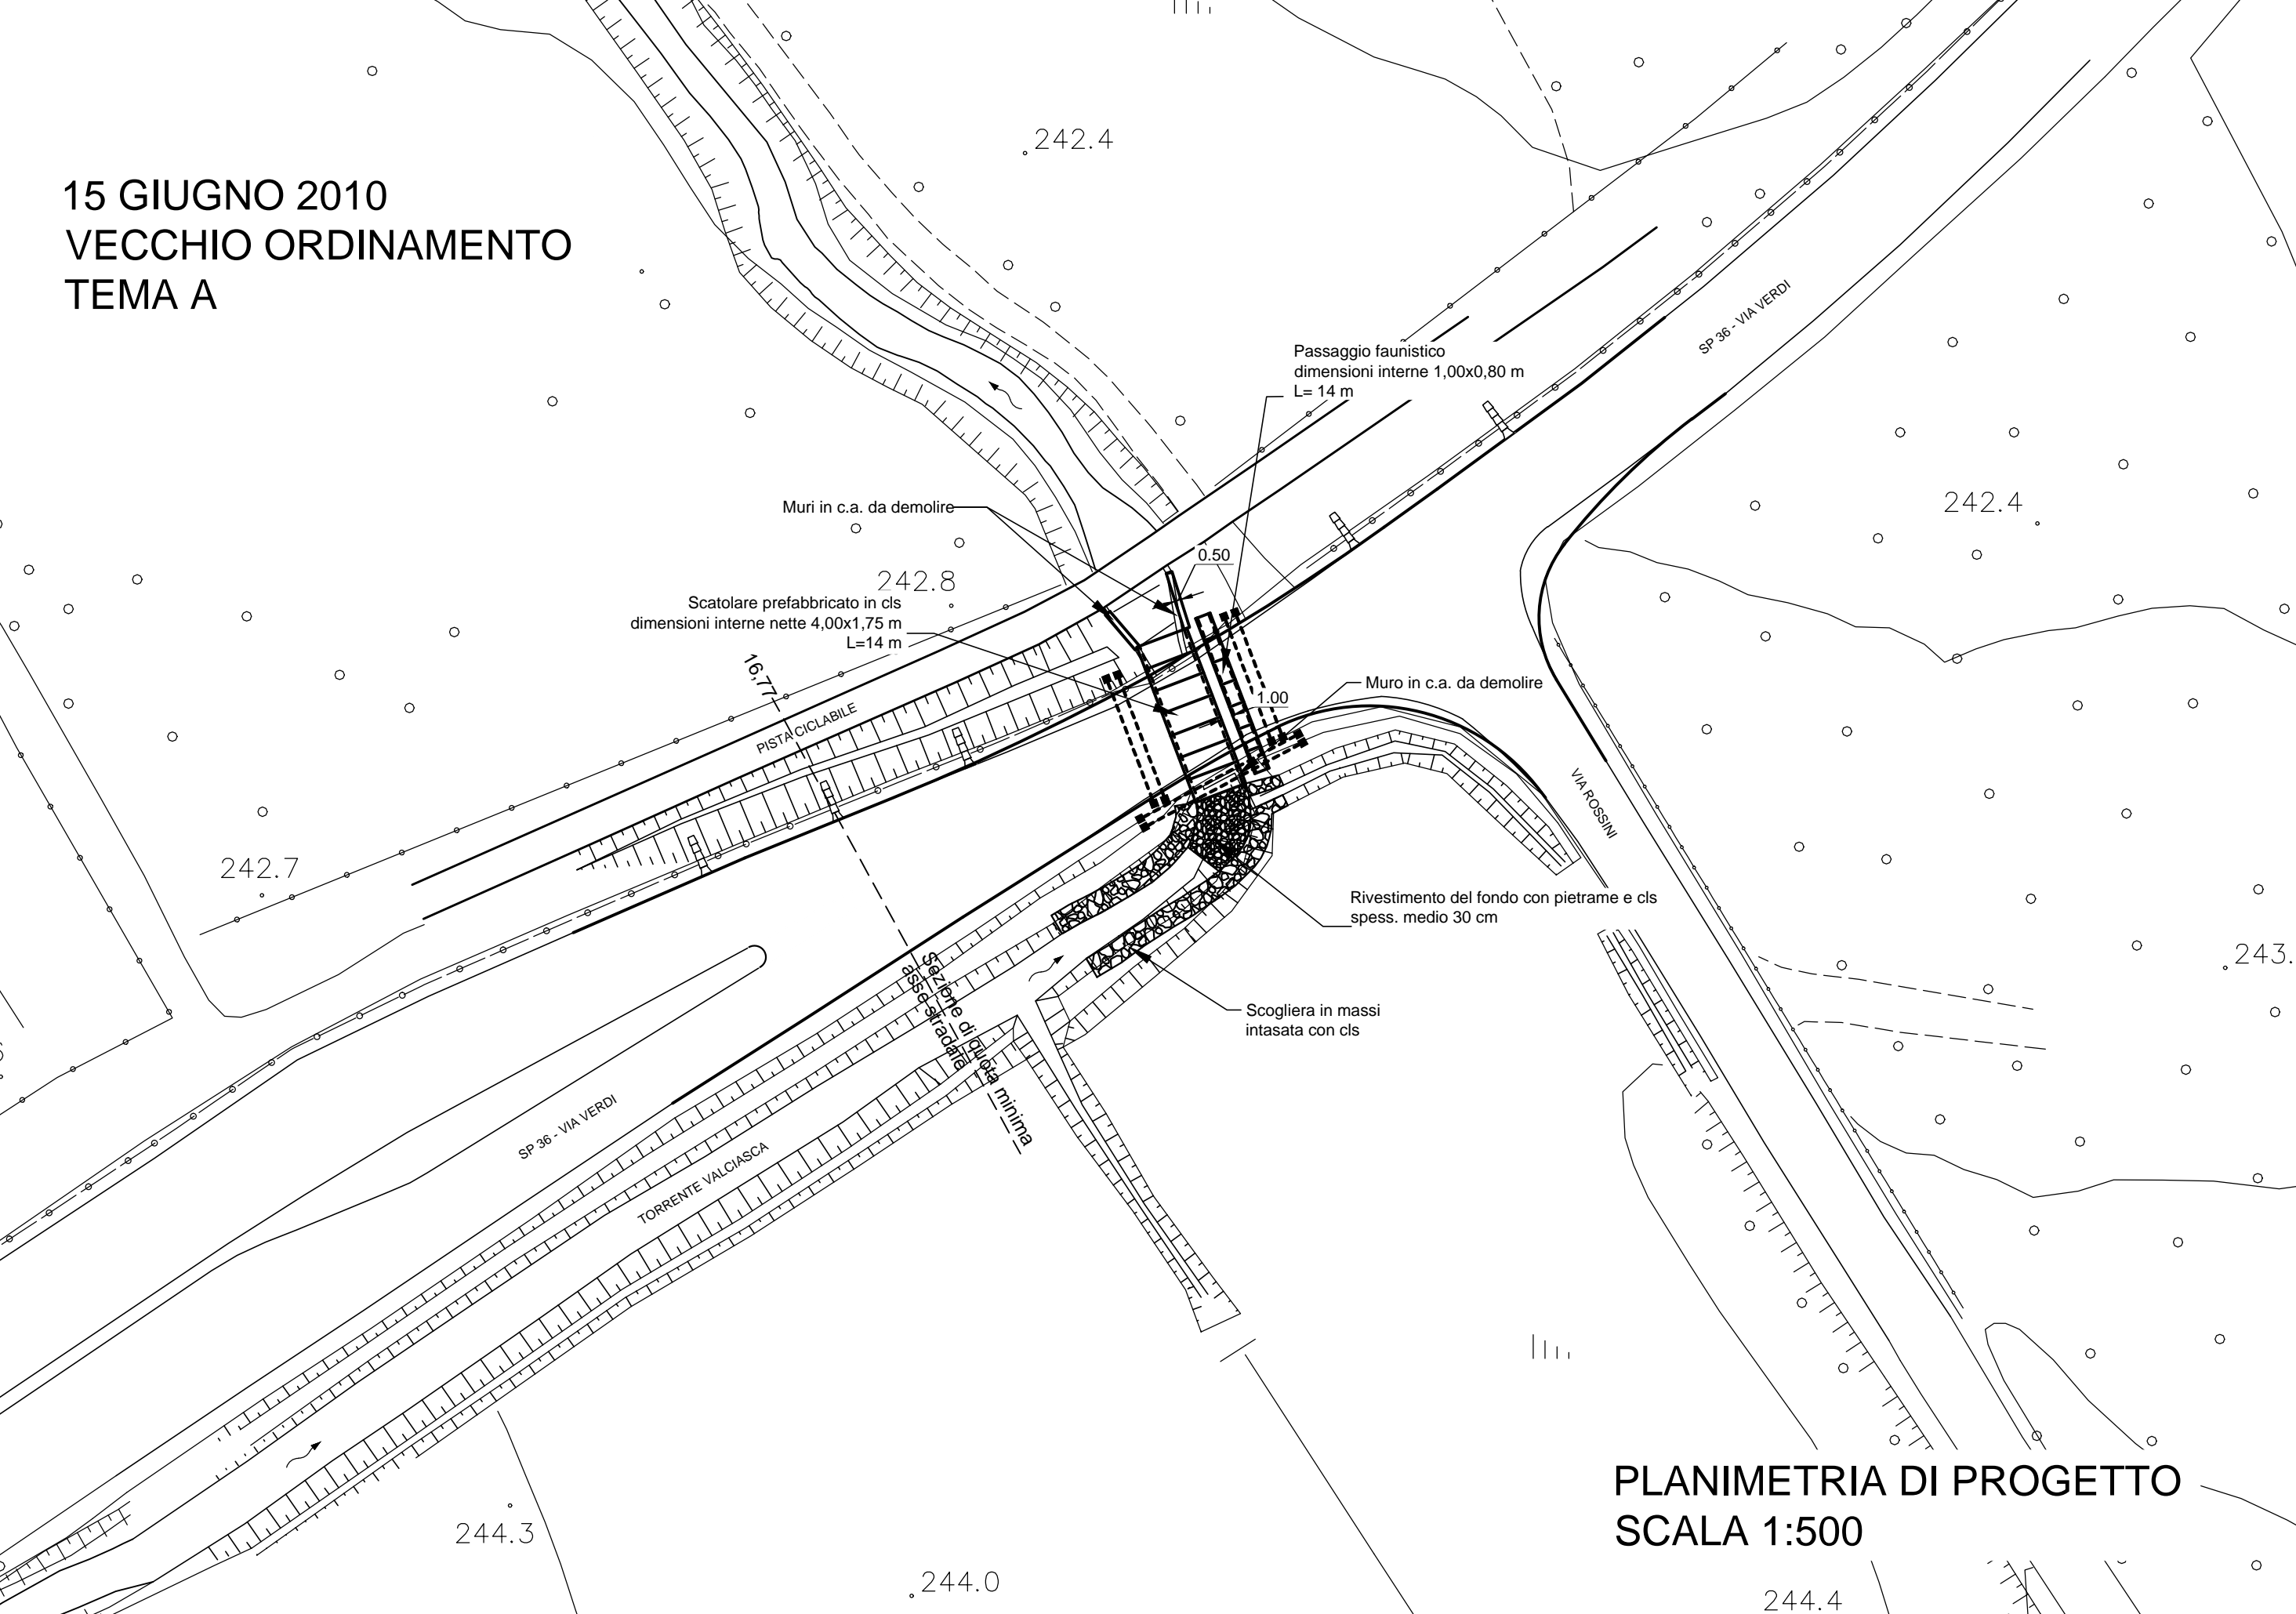 15 GIUGNO 2010
VECCHIO ORDINAMENTO
TEMA A
242.4
SP 36 - VIA VERDI
Passaggio faunistico
dimensioni interne 1,00x0,80 m
L= 14 m
Muri in c.a. da demolire
242.4
0.50
242.8
Scatolare prefabbricato in cls
dimensioni interne nette 4,00x1,75 m
L=14 m
16,77
Muro in c.a. da demolire
1.00
PISTA CICLABILE
VIA ROSSINI
242.7
Rivestimento del fondo con pietrame e cls
spess. medio 30 cm
243.
Sezione di quota minima
asse stradale
Scogliera in massi
intasata con cls
SP 36 - VIA VERDI
TORRENTE VALCIASCA
PLANIMETRIA DI PROGETTO
SCALA 1:500
244.3
244.0
244.4